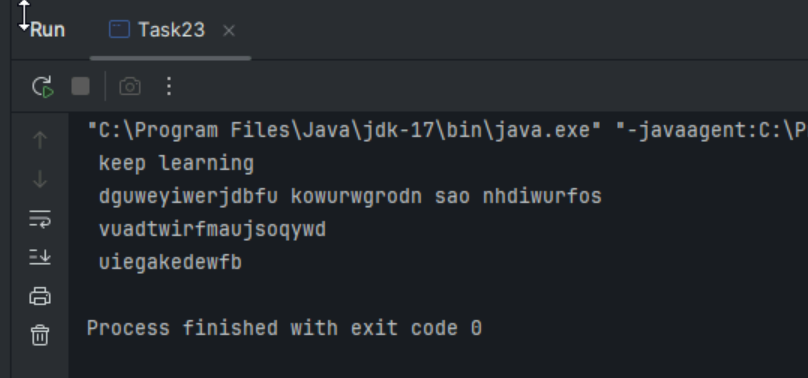 Run Task23
"C:\Program Files\Java\jdk-17\bin\java.exe" "-javaagent:C:\P
keep learning
dguweyiwerjdbfu kowurwgrodn sao nhdiwurfos
vuadtwirfmaujsoqywd
uiegakedewfb
Process finished with exit code 0